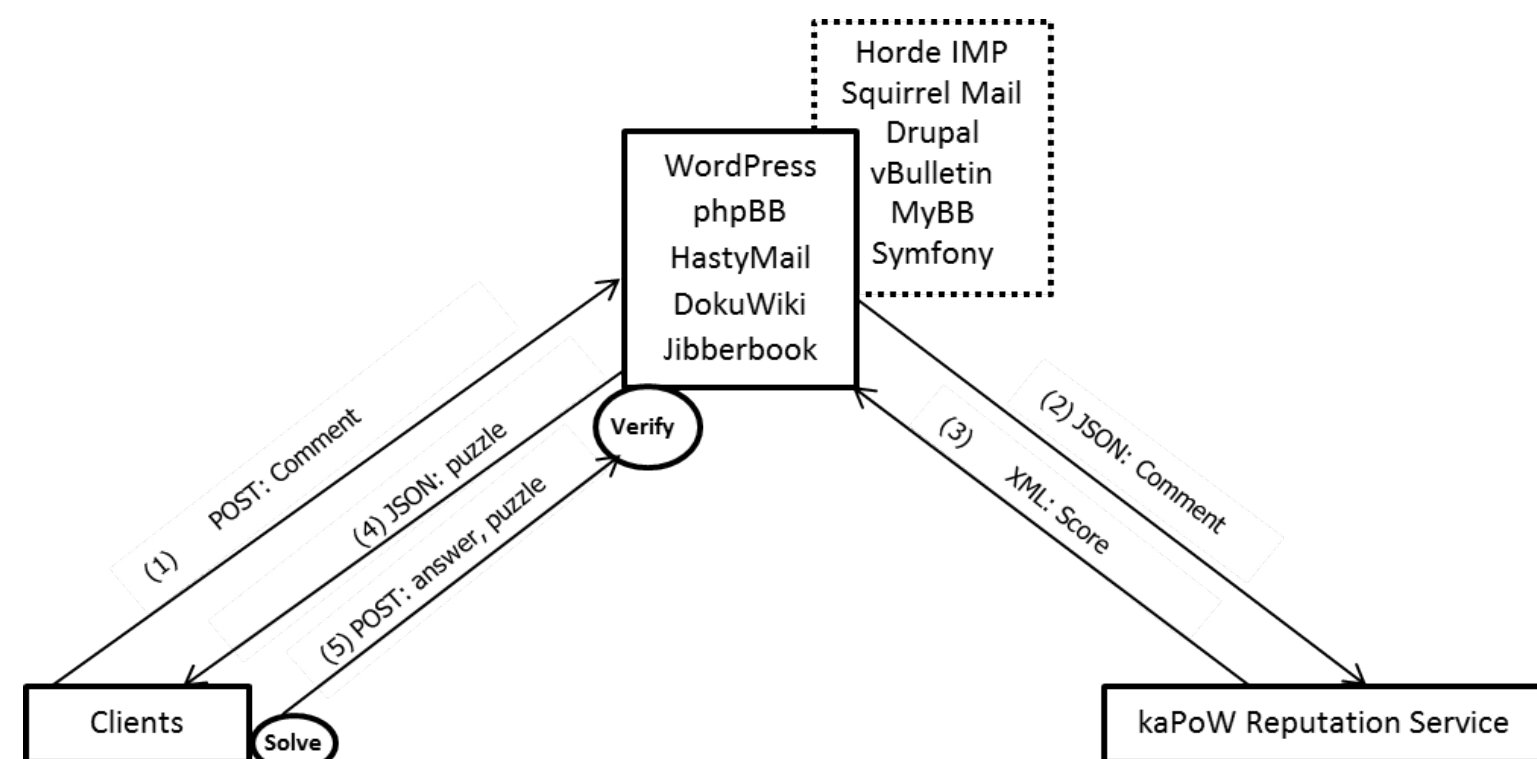 Horde IMP
Squirrel Mail
Drupal
vBulletin
MyBB
Symfony
WordPress
phpBB
HastyMail
DokuWiki
Jibberbook
Verify
(1) POST: Comment
(2) JSON: Comment
(3) XML: Score
(4) JSON: puzzle
(5) POST: answer, puzzle
Clients
Solve
kaPoW Reputation Service